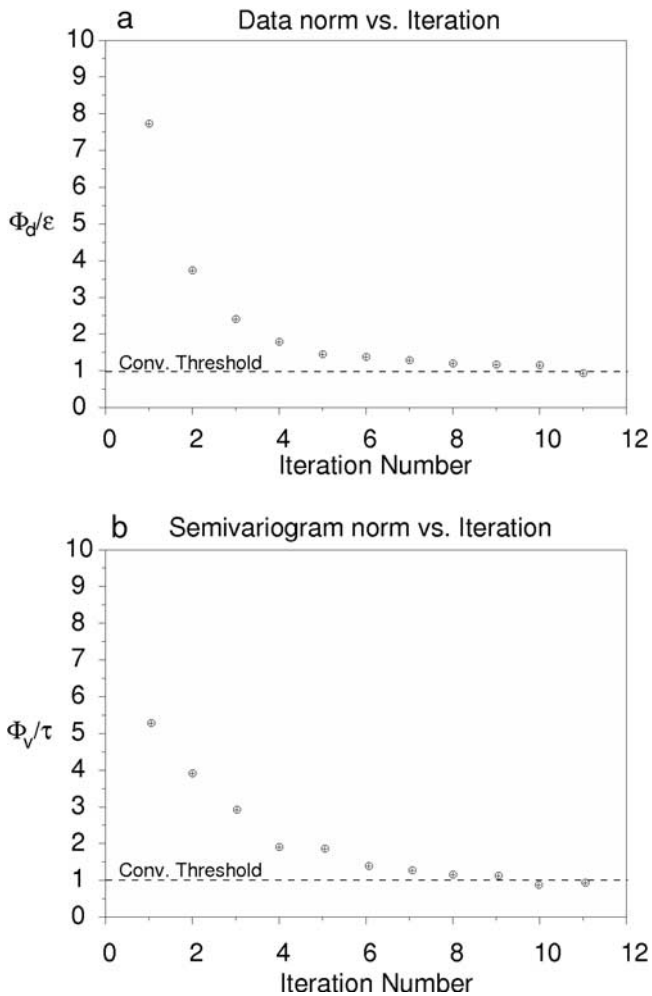 a Data norm vs. Iteration
10
9
8
7
6
Φd/ε
5
4
3
2
Conv. Threshold
1
0
0 2 4 6 8 10 12
Iteration Number
b Semivariogram norm vs. Iteration
10
9
8
7
6
Φv/τ
5
4
3
2
Conv. Threshold
1
0
0 2 4 6 8 10 12
Iteration Number